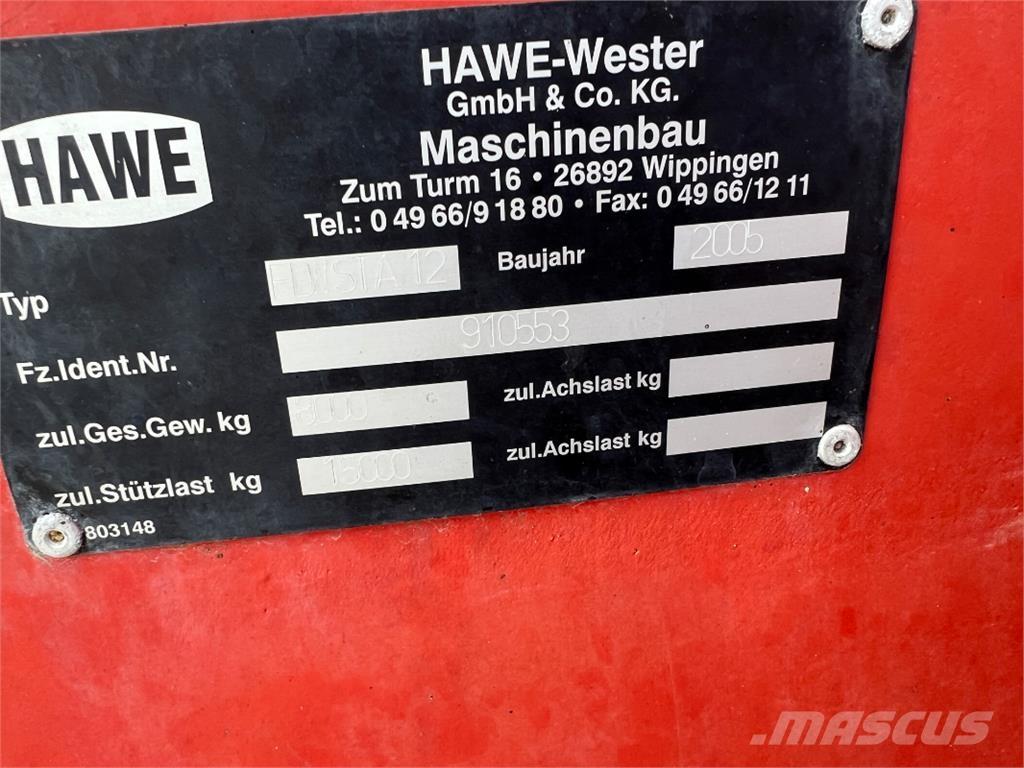 HAWE
HAWE-Wester
GmbH & Co. KG.
Maschinenbau
Zum Turm 16 • 26892 Wippingen
Tel.: 0 49 66/9 18 80 • Fax: 0 49 66/12 11
Typ 12 Baujahr 2005
Fz.Ident.Nr. 910553
zul.Ges.Gew. kg zul.Achslast kg
zul.Stützlast kg 15000 zul.Achslast kg
803148
MASCUS